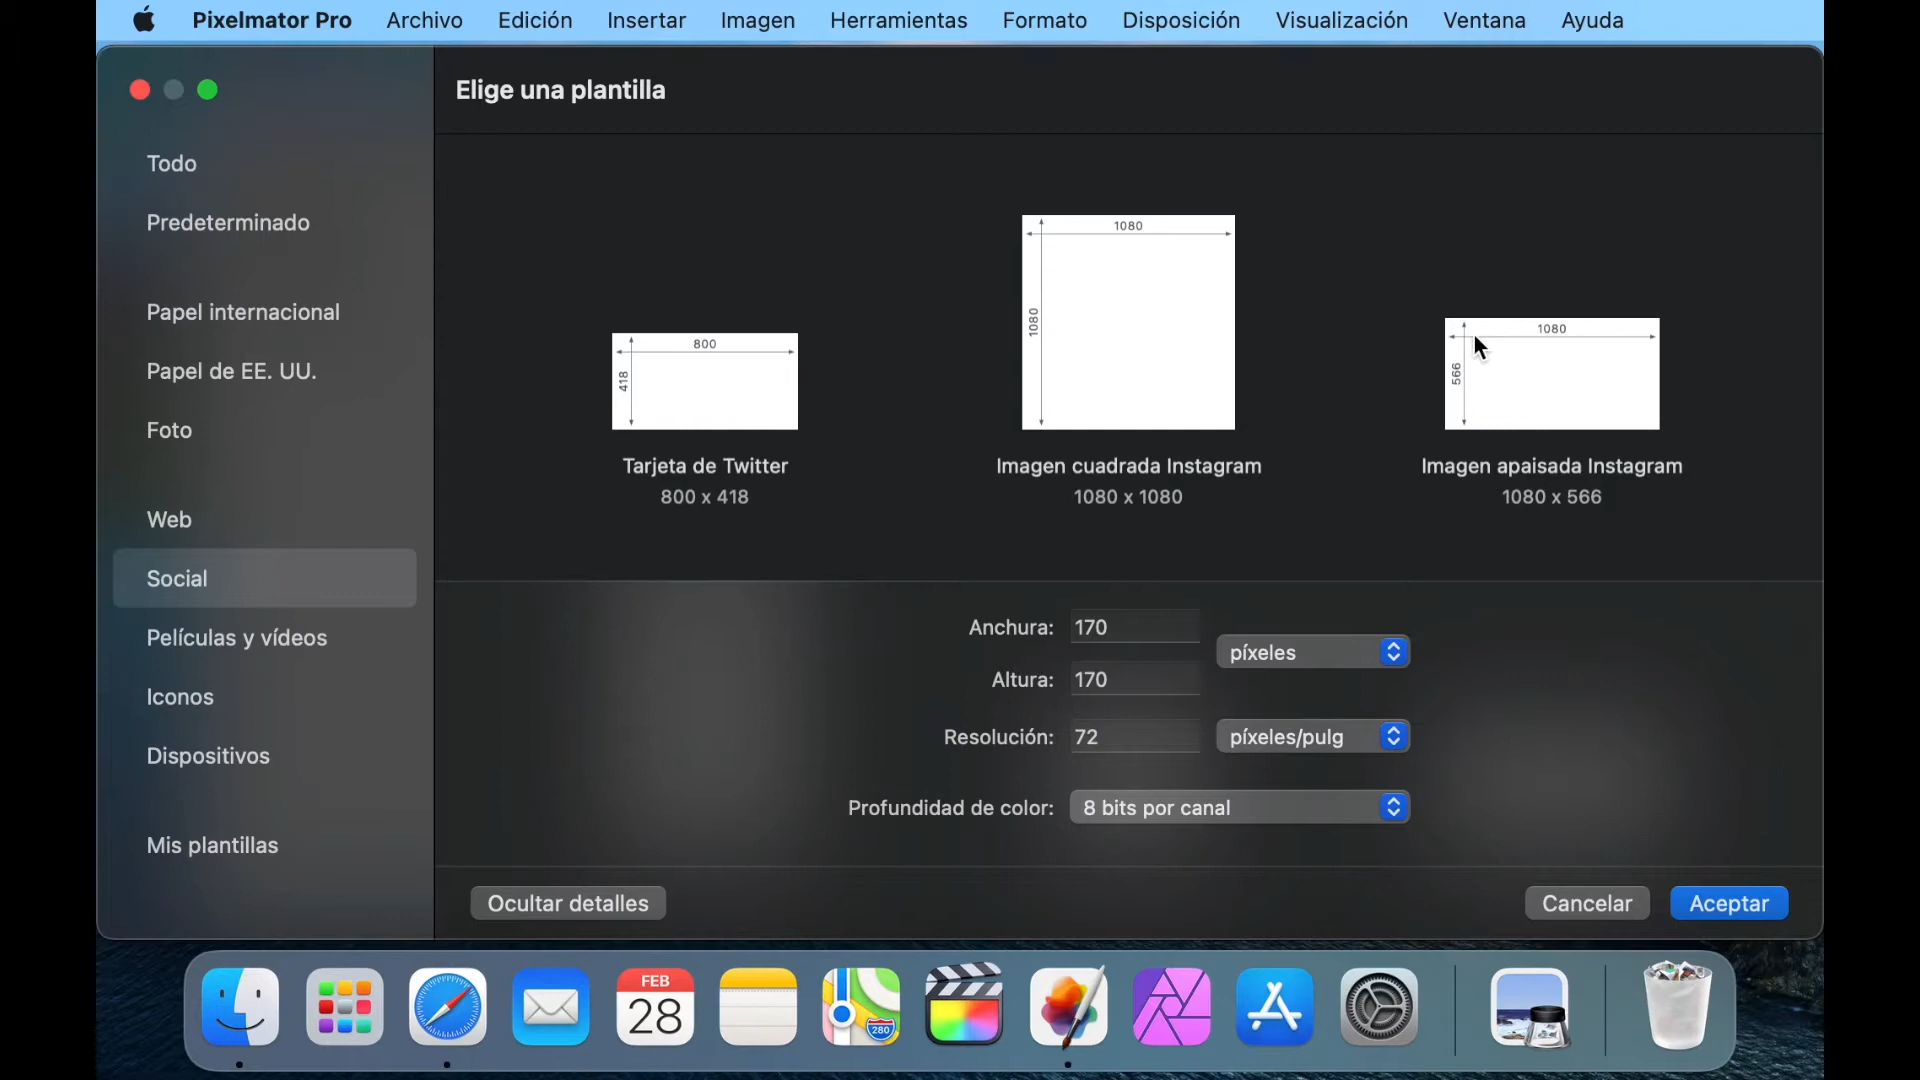 Pixelmator Pro Archivo Edición Insertar Imagen Herramientas Formato Disposición Visualización Ventana Ayuda
Elige una plantilla
Todo
Predeterminado
Papel internacional
Papel de EE. UU.
Foto
Web
Social
Películas y vídeos
Iconos
Dispositivos
Mis plantillas
800
418
Tarjeta de Twitter
800 x 418
1080
1080
Imagen cuadrada Instagram
1080 x 1080
1080
566
Imagen apaisada Instagram
1080 x 566
Anchura: 170
píxeles
Altura: 170
Resolución: 72 píxeles/pulg
Profundidad de color: 8 bits por canal
Ocultar detalles
Cancelar
Aceptar
FEB
28
280